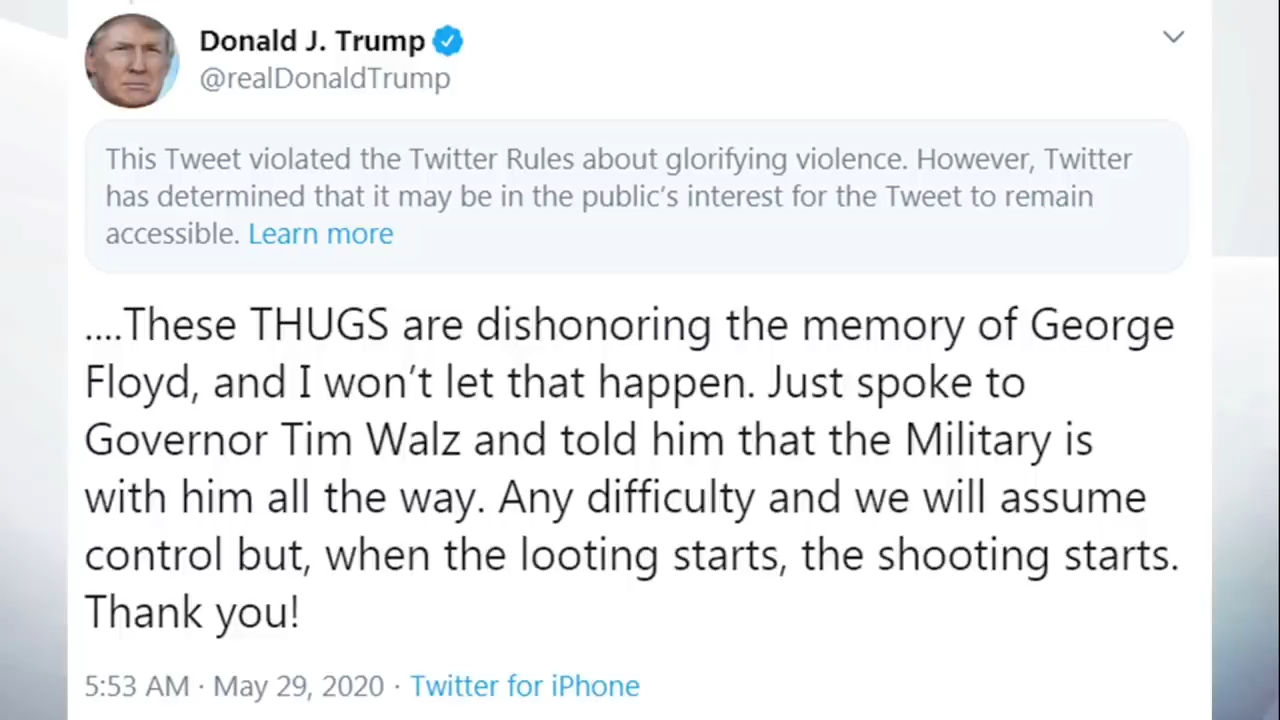 Donald J. Trump
@realDonaldTrump
This Tweet violated the Twitter Rules about glorifying violence. However, Twitter
has determined that it may be in the public's interest for the Tweet to remain
accessible. Learn more
....These THUGS are dishonoring the memory of George
Floyd, and I won't let that happen. Just spoke to
Governor Tim Walz and told him that the Military is
with him all the way. Any difficulty and we will assume
control but, when the looting starts, the shooting starts.
Thank you!
5:53 AM · May 29, 2020 · Twitter for iPhone